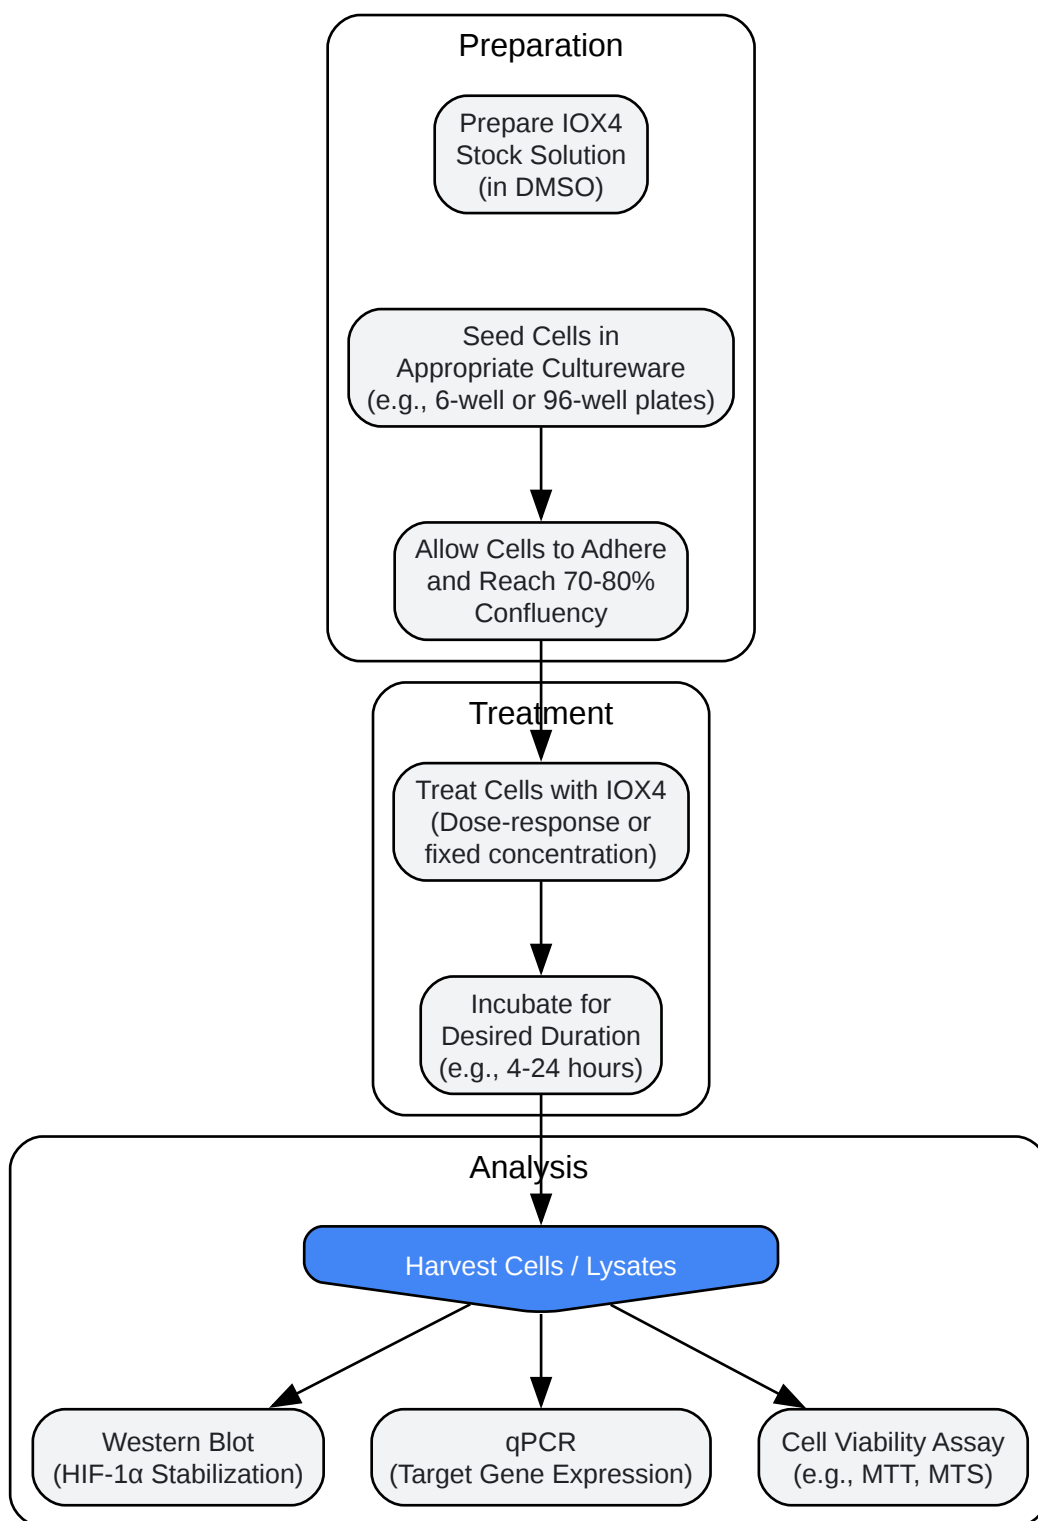 Preparation
Prepare IOX4
Stock Solution
(in DMSO)
Seed Cells in
Appropriate Cultureware
(e.g., 6-well or 96-well plates)
Allow Cells to Adhere
and Reach 70-80%
Confluency
Treatment
Treat Cells with IOX4
(Dose-response or
fixed concentration)
Incubate for
Desired Duration
(e.g., 4-24 hours)
Analysis
Harvest Cells / Lysates
Western Blot
(HIF-1α Stabilization)
qPCR
(Target Gene Expression)
Cell Viability Assay
(e.g., MTT, MTS)